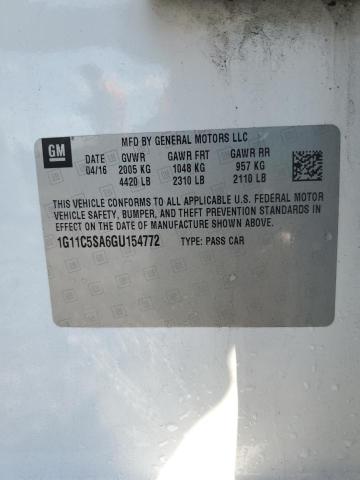 GM
MFD BY GENERAL MOTORS LLC
DATE GVWR GAWR FRT GAWR RR
04/16 2005 KG 1048 KG 957 KG
4420 LB 2310 LB 2110 LB
THIS VEHICLE CONFORMS TO ALL APPLICABLE U.S. FEDERAL MOTOR
VEHICLE SAFETY, BUMPER, AND THEFT PREVENTION STANDARDS IN
EFFECT ON THE DATE OF MANUFACTURE SHOWN ABOVE.
1G11C5SA6GU154772 TYPE: PASS CAR